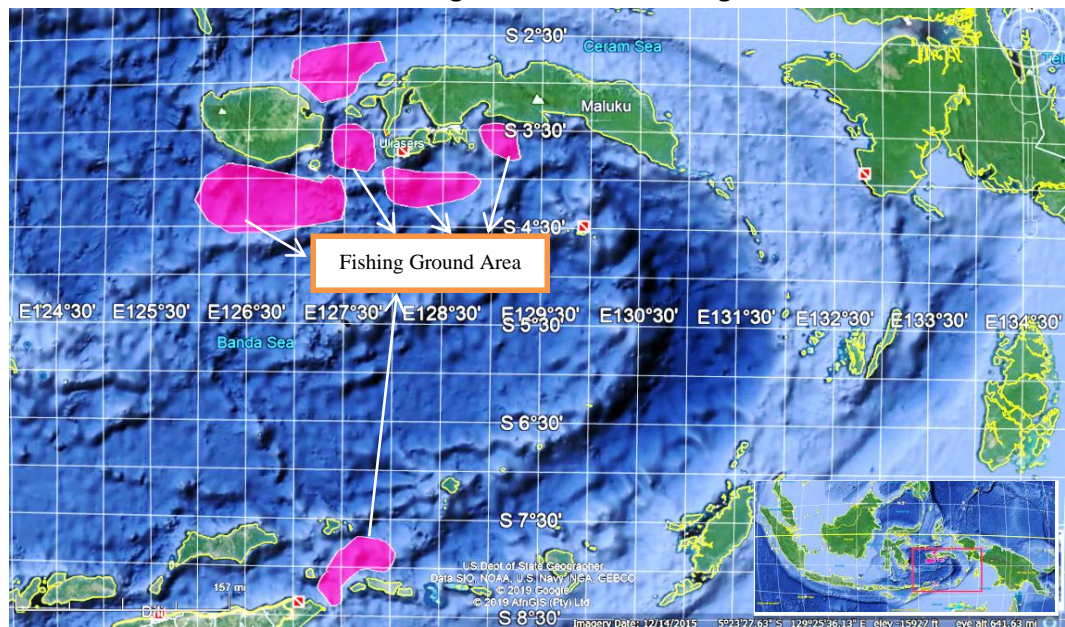 S 2°30'
Ceram Sea
Maluku
S 3°30'
Uliasers
S 4°30'
Fishing Ground Area
E124°30' E125°30' E126°30' E127°30' E128°30' E129°30' E130°30' E131°30' E132°30' E133°30' E134°30'
S 5°30'
Banda Sea
S 6°30'
S 7°30'
US Dept of State Geographer
Data SIO, NOAA, U.S. Navy, NGA, GEBCO
© 2019 Google
© 2019 AfriGIS (Pty) Ltd
157 mi
Dili
S 8°30'
Imagery Date: 12/14/2015 5°23'27.63" S 129°25'36.13" E elev -15927 ft eye alt 641.63 mi